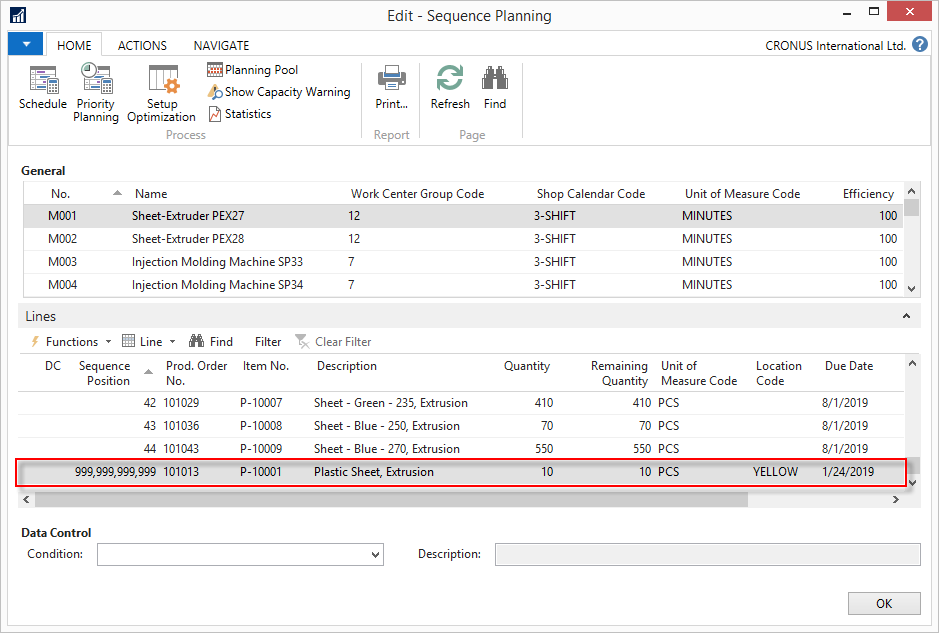 Edit - Sequence Planning
HOME ACTIONS NAVIGATE CRONUS International Ltd. ?
Schedule
Priority Planning
Setup Optimization
Planning Pool
Show Capacity Warning
Statistics
Process
Print...
Report
Refresh
Find
Page
General
No. Name Work Center Group Code Shop Calendar Code Unit of Measure Code Efficiency
M001 Sheet-Extruder PEX27 12 3-SHIFT MINUTES 100
M002 Sheet-Extruder PEX28 12 3-SHIFT MINUTES 100
M003 Injection Molding Machine SP33 7 3-SHIFT MINUTES 100
M004 Injection Molding Machine SP34 7 3-SHIFT MINUTES 100
Lines
Functions Line Find Filter Clear Filter
DC Sequence Position Prod. Order No. Item No. Description Quantity Remaining Quantity Unit of Measure Code Location Code Due Date
42 101029 P-10007 Sheet - Green - 235, Extrusion 410 410 PCS 8/1/2019
43 101036 P-10008 Sheet - Blue - 250, Extrusion 70 70 PCS 8/1/2019
44 101043 P-10009 Sheet - Blue - 270, Extrusion 550 550 PCS 8/1/2019
999,999,999,999 101013 P-10001 Plastic Sheet, Extrusion 10 10 PCS YELLOW 1/24/2019
Data Control
Condition: Description:
OK